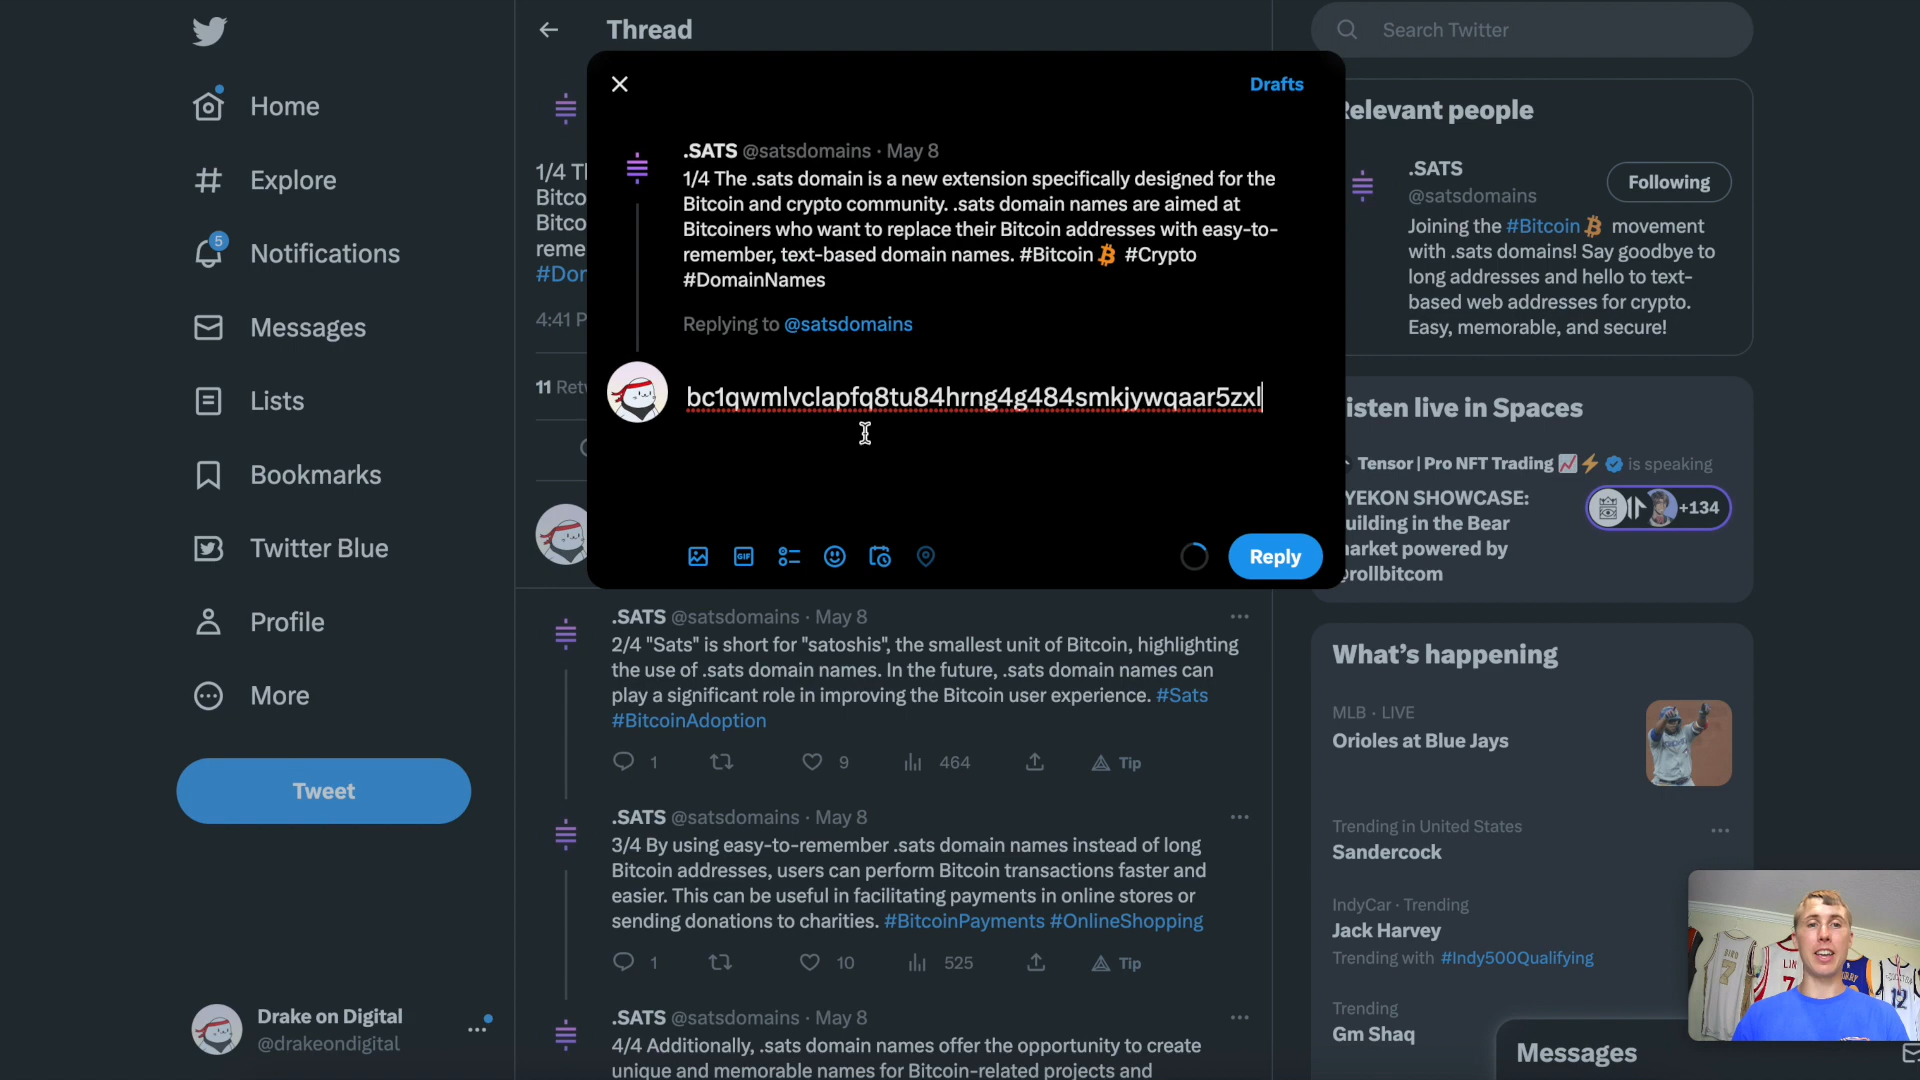 Home
Explore
5
Notifications
Messages
Lists
Bookmarks
Twitter Blue
Profile
More
Tweet
Drake on Digital
@drakeondigital
Thread
Drafts
.SATS @satsdomains · May 8
1/4 The .sats domain is a new extension specifically designed for the
Bitcoin and crypto community. .sats domain names are aimed at
Bitcoiners who want to replace their Bitcoin addresses with easy-to-
remember, text-based domain names. #Bitcoin #Crypto
#DomainNames
Replying to @satsdomains
bc1qwmlvclapfq8tu84hrng4g484smkjywqaar5zxl
GIF
Reply
1/4 T
Bitco
Bitco
reme
#Dor
4:41 P
11 Ret
.SATS @satsdomains · May 8
2/4 "Sats" is short for "satoshis", the smallest unit of Bitcoin, highlighting
the use of .sats domain names. In the future, .sats domain names can
play a significant role in improving the Bitcoin user experience. #Sats
#BitcoinAdoption
1 9 464 Tip
.SATS @satsdomains · May 8
3/4 By using easy-to-remember .sats domain names instead of long
Bitcoin addresses, users can perform Bitcoin transactions faster and
easier. This can be useful in facilitating payments in online stores or
sending donations to charities. #BitcoinPayments #OnlineShopping
1 10 525 Tip
.SATS @satsdomains · May 8
4/4 Additionally, .sats domain names offer the opportunity to create
unique and memorable names for Bitcoin-related projects and
Search Twitter
Relevant people
.SATS
@satsdomains
Following
Joining the #Bitcoin movement
with .sats domains! Say goodbye to
long addresses and hello to text-
based web addresses for crypto.
Easy, memorable, and secure!
isten live in Spaces
Tensor | Pro NFT Trading is speaking
YEKON SHOWCASE:
uilding in the Bear
arket powered by
rollbitcom
+134
What's happening
MLB · LIVE
Orioles at Blue Jays
Trending in United States
Sandercock
IndyCar · Trending
Jack Harvey
Trending with #Indy500Qualifying
Trending
Gm Shaq
Messages